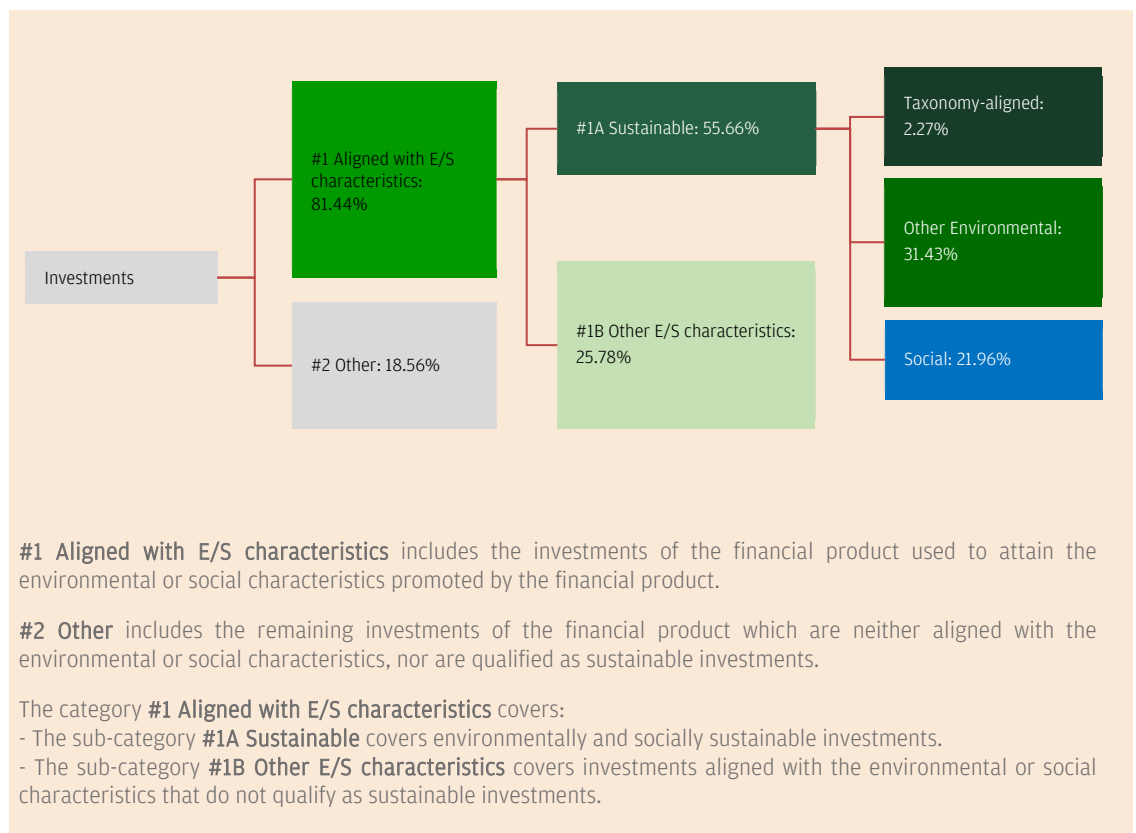 Investments
#1 Aligned with E/S
characteristics:
81.44%
#2 Other: 18.56%
#1A Sustainable: 55.66%
#1B Other E/S characteristics:
25.78%
Taxonomy-aligned:
2.27%
Other Environmental:
31.43%
Social: 21.96%
#1 Aligned with E/S characteristics includes the investments of the financial product used to attain the
environmental or social characteristics promoted by the financial product.
#2 Other includes the remaining investments of the financial product which are neither aligned with the
environmental or social characteristics, nor are qualified as sustainable investments.
The category #1 Aligned with E/S characteristics covers:
- The sub-category #1A Sustainable covers environmentally and socially sustainable investments.
- The sub-category #1B Other E/S characteristics covers investments aligned with the environmental or social
characteristics that do not qualify as sustainable investments.